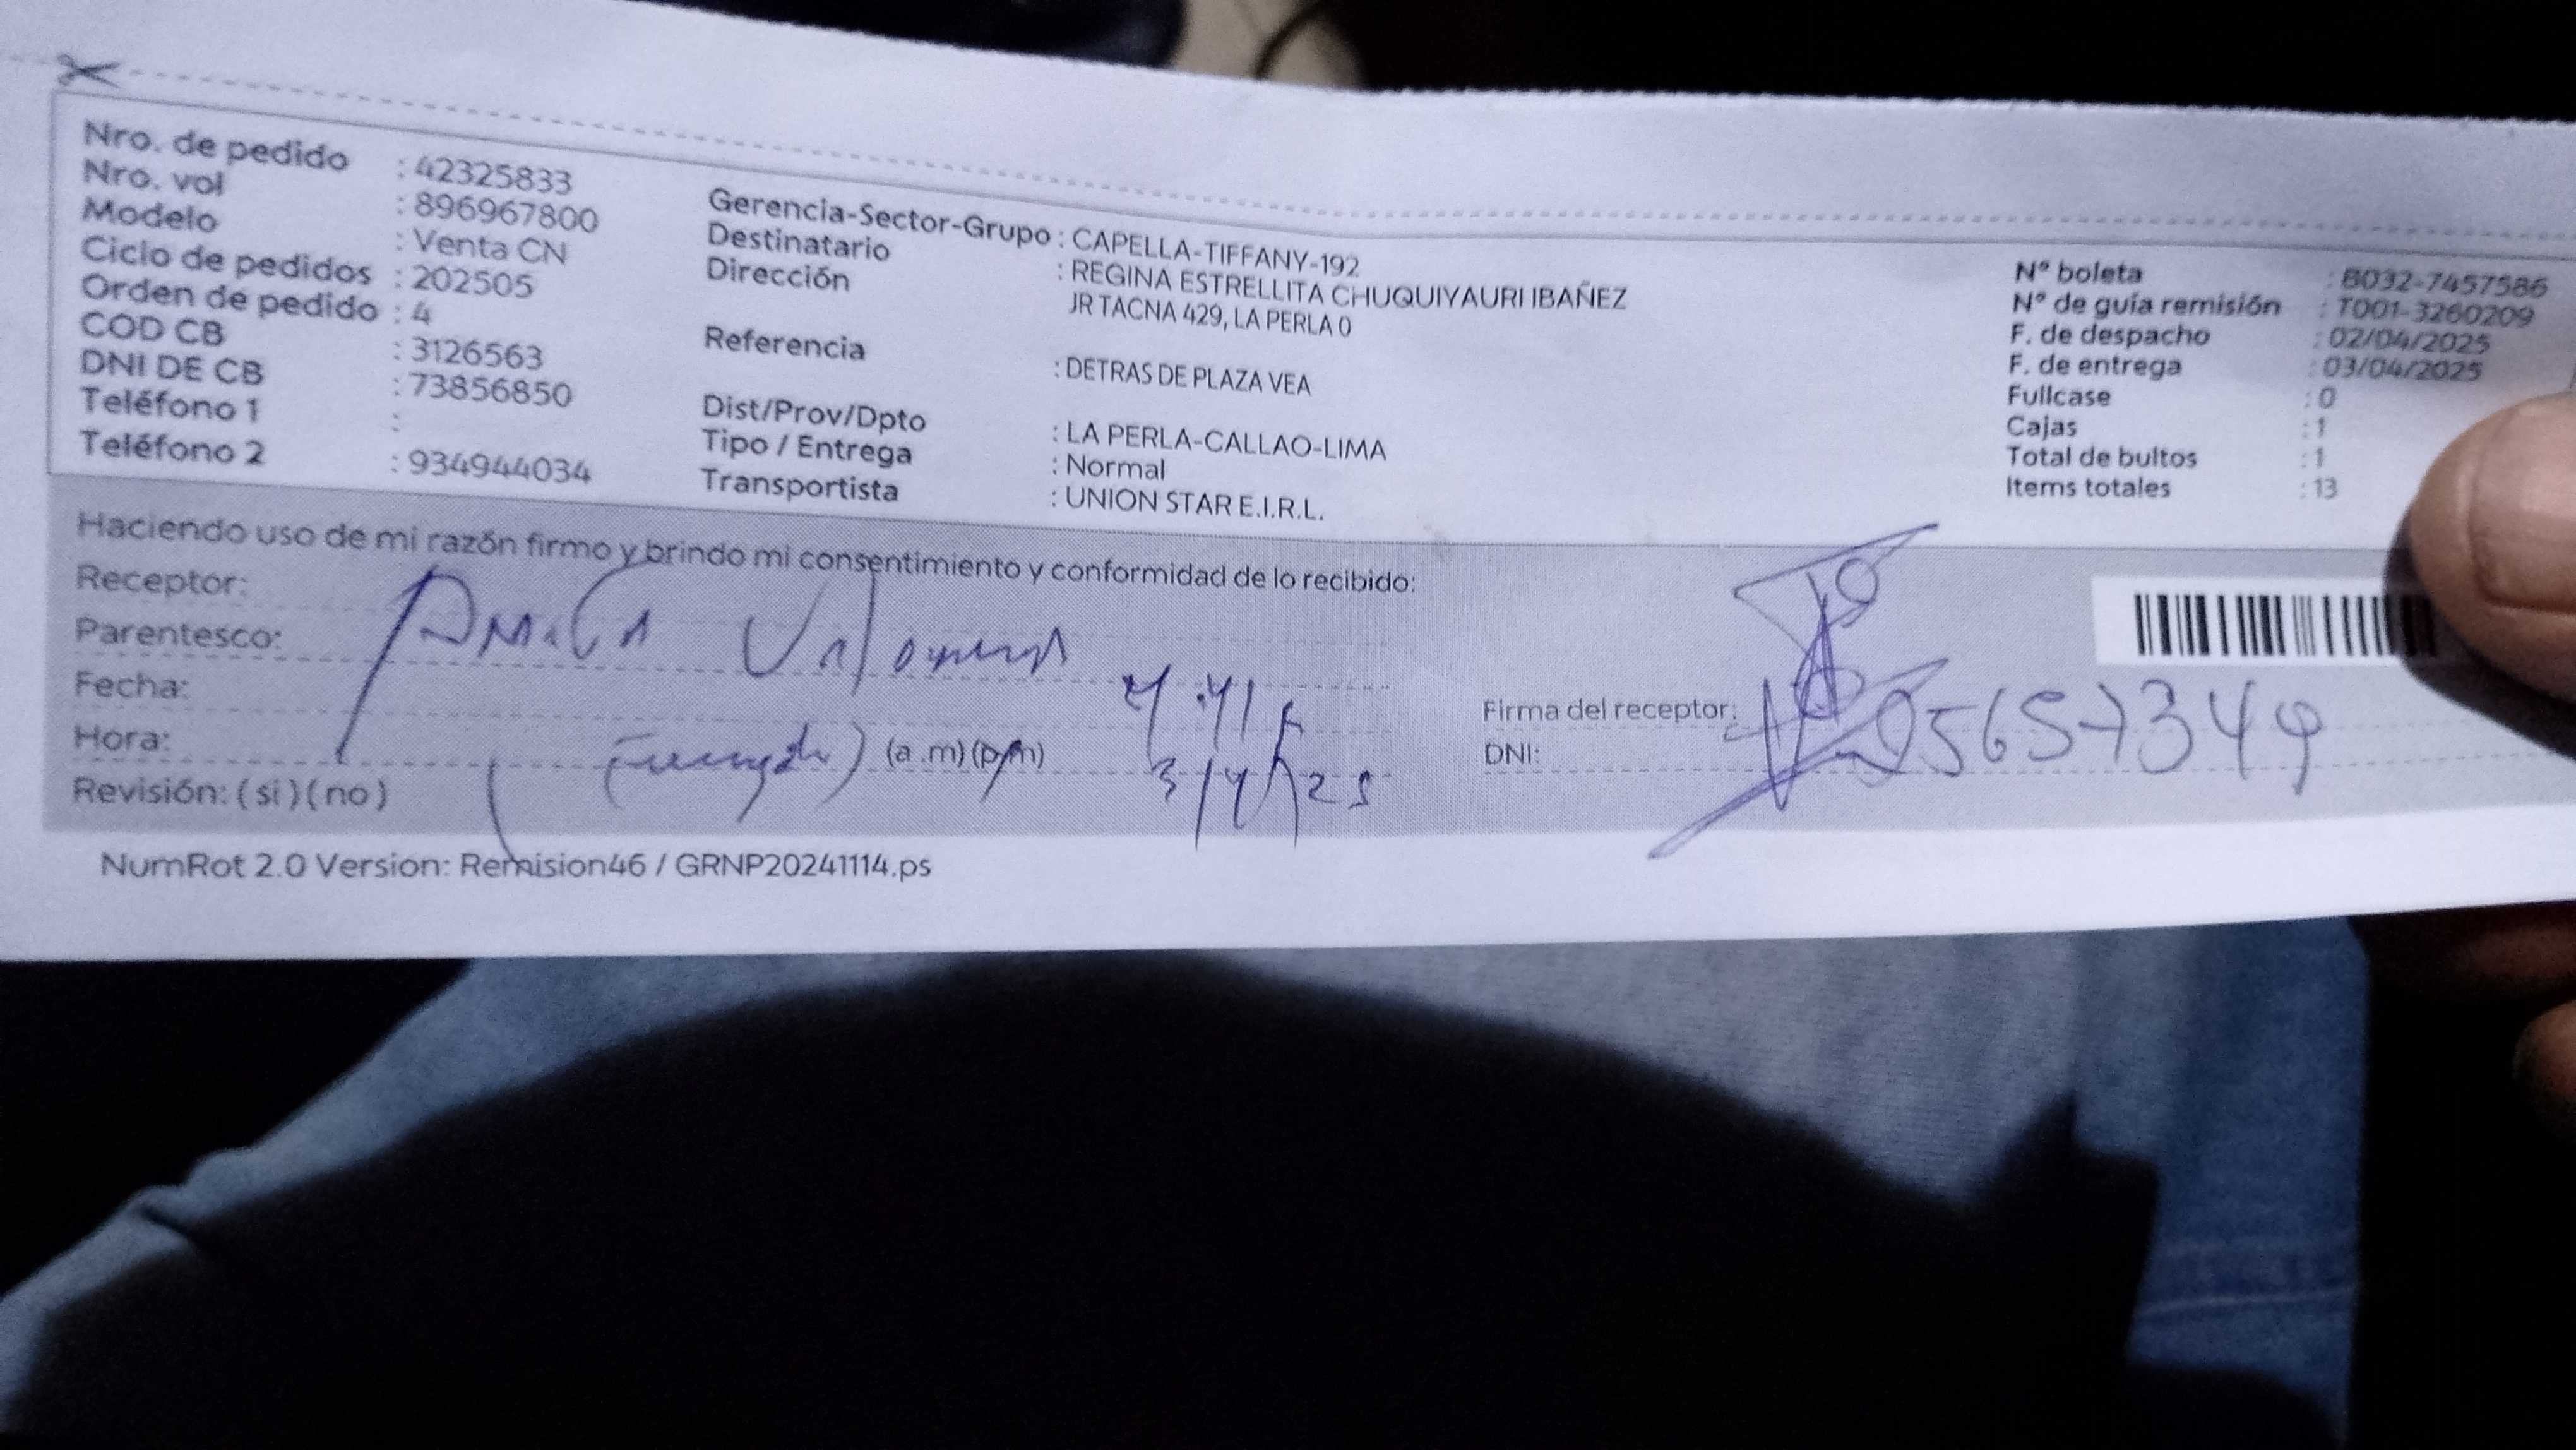 Nro. de pedido : 42325833
Nro. vol : 896967800
Modelo : Venta CN
Ciclo de pedidos : 202505
Orden de pedido : 4
COD CB : 3126563
DNI DE CB : 73856850
Teléfono 1 :
Teléfono 2 : 934944034
Gerencia-Sector-Grupo : CAPELLA-TIFFANY-192
Destinatario : REGINA ESTRELLITA CHUQUIYAURI IBAÑEZ
Dirección JR TACNA 429, LA PERLA 0
Referencia : DETRAS DE PLAZA VEA
Dist/Prov/Dpto : LA PERLA-CALLAO-LIMA
Tipo / Entrega : Normal
Transportista : UNION STAR E.I.R.L.
N° boleta : B032-7457586
N° de guía remisión : T001-3260209
F. de despacho : 02/04/2025
F. de entrega : 03/04/2025
Fullcase : 0
Cajas : 1
Total de bultos : 1
Items totales : 13
Haciendo uso de mi razón firmo y brindo mi consentimiento y conformidad de lo recibido:
Receptor:
Parentesco:
Fecha:
Hora: (a.m) (p.m)
3/4/25
Revisión: (si) (no)
Firma del receptor:
DNI: 25657349
NumRot 2.0 Version: Remision46 / GRNP20241114.ps